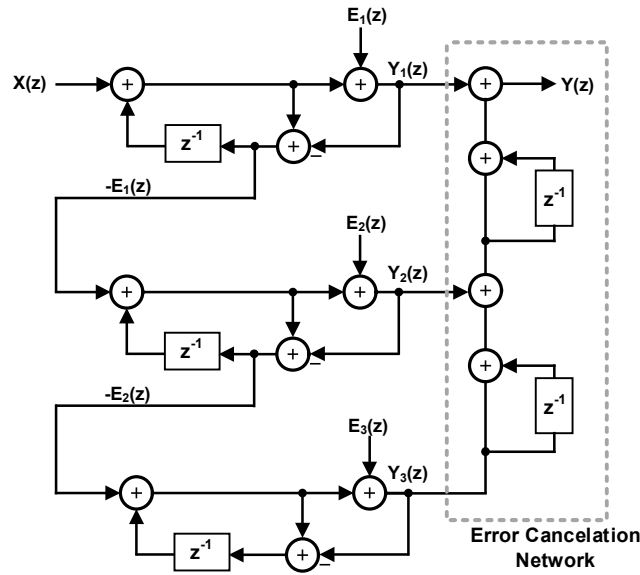 E₁(z)
X(z)
Y₁(z)
Y(z)
+
+
+
z⁻¹
+
−
+
z⁻¹
-E₁(z)
E₂(z)
Y₂(z)
+
+
+
z⁻¹
+
−
+
z⁻¹
-E₂(z)
E₃(z)
Y₃(z)
+
+
z⁻¹
+
−
Error Cancelation
Network